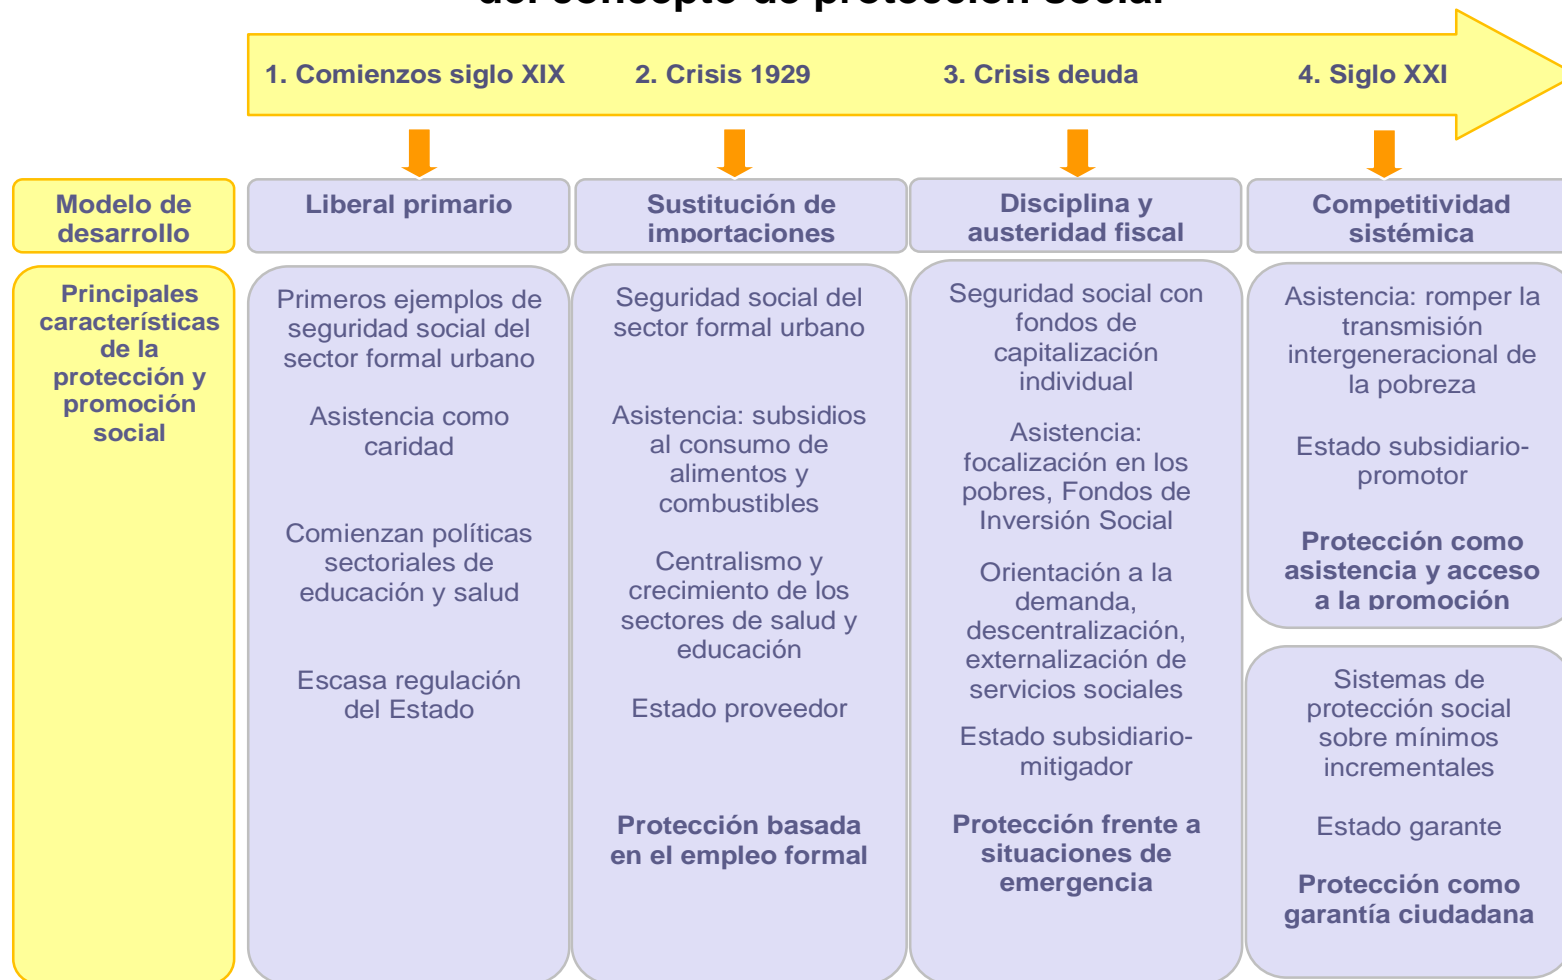 del concepto de protección social
1. Comienzos siglo XIX
2. Crisis 1929
3. Crisis deuda
4. Siglo XXI
Modelo de
desarrollo
Liberal primario
Sustitución de
importaciones
Disciplina y
austeridad fiscal
Competitividad
sistémica
Principales
características
de la
protección y
promoción
social
Primeros ejemplos de
seguridad social del
sector formal urbano
Asistencia como
caridad
Comienzan políticas
sectoriales de
educación y salud
Escasa regulación
del Estado
Seguridad social del
sector formal urbano
Asistencia: subsidios
al consumo de
alimentos y
combustibles
Centralismo y
crecimiento de los
sectores de salud y
educación
Estado proveedor
Protección basada
en el empleo formal
Seguridad social con
fondos de
capitalización
individual
Asistencia:
focalización en los
pobres, Fondos de
Inversión Social
Orientación a la
demanda,
descentralización,
externalización de
servicios sociales
Estado subsidiario-
mitigador
Protección frente a
situaciones de
emergencia
Asistencia: romper la
transmisión
intergeneracional de
la pobreza
Estado subsidiario-
promotor
Protección como
asistencia y acceso
a la promoción
Sistemas de
protección social
sobre mínimos
incrementales
Estado garante
Protección como
garantía ciudadana